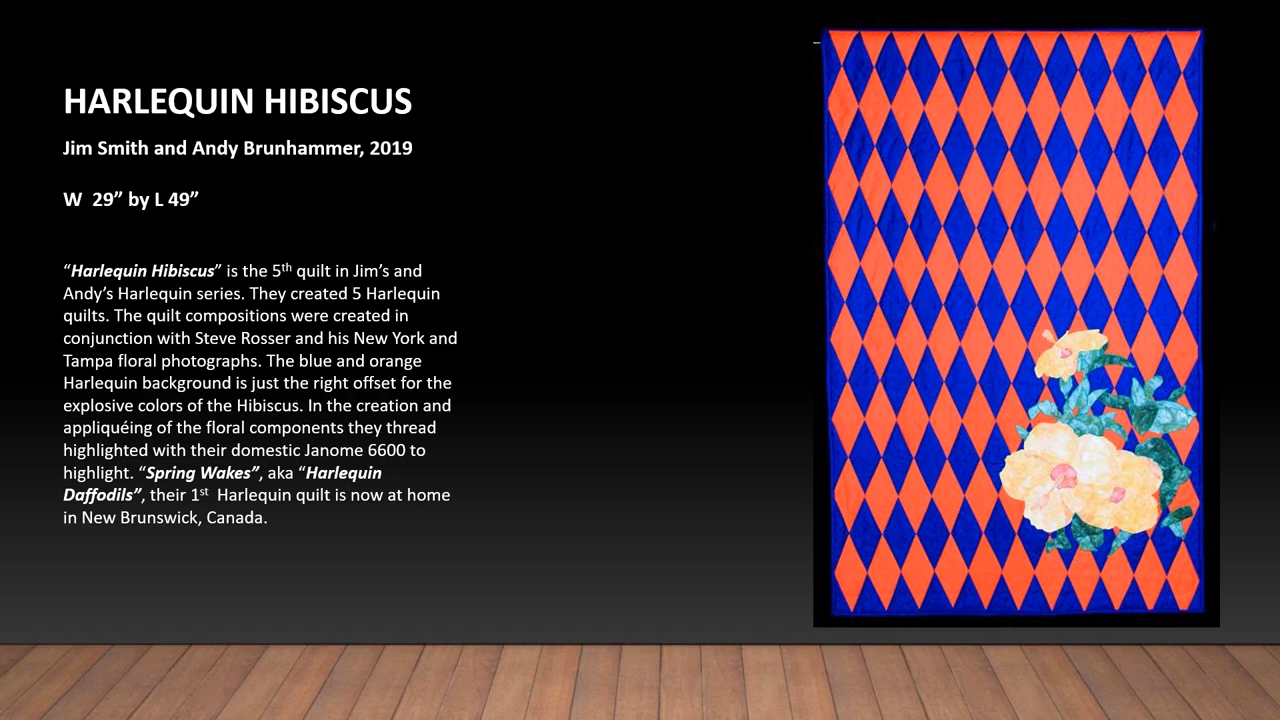 HARLEQUIN HIBISCUS
Jim Smith and Andy Brunhammer, 2019
W  29” by L 49”
“Harlequin Hibiscus” is the 5th quilt in Jim’s and
Andy’s Harlequin series. They created 5 Harlequin
quilts. The quilt compositions were created in
conjunction with Steve Rosser and his New York and
Tampa floral photographs. The blue and orange
Harlequin background is just the right offset for the
explosive colors of the Hibiscus. In the creation and
appliquéing of the floral components they thread
highlighted with their domestic Janome 6600 to
highlight. “Spring Wakes”, aka “Harlequin
Daffodils”, their 1st  Harlequin quilt is now at home
in New Brunswick, Canada.